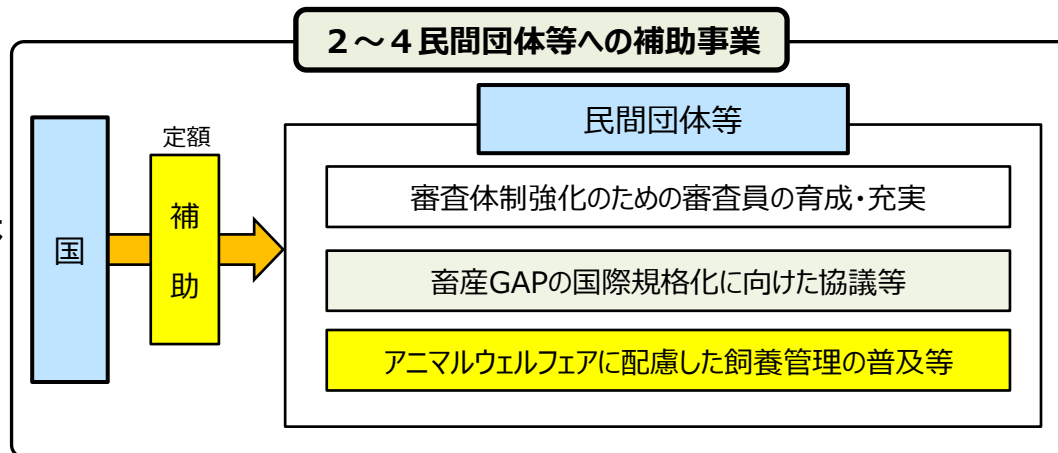 2～4民間団体等への補助事業
民間団体等
定額
国
補助
審査体制強化のための審査員の育成・充実
畜産GAPの国際規格化に向けた協議等
アニマルウェルフェアに配慮した飼養管理の普及等